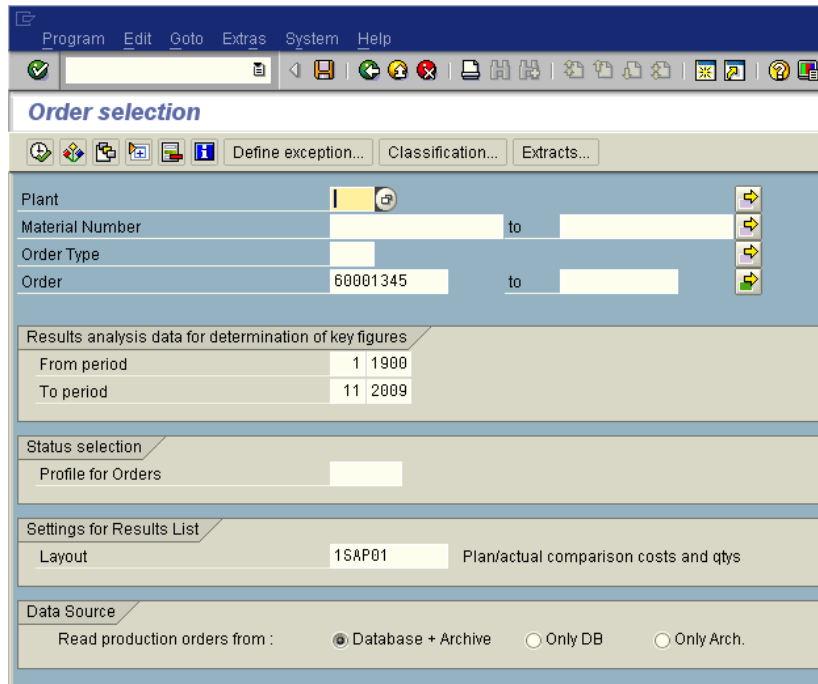 Program Edit Goto Extras System Help
Order selection
Define exception... Classification... Extracts...
Plant
Material Number to
Order Type
Order 60001345 to
Results analysis data for determination of key figures
From period 1 1900
To period 11 2009
Status selection
Profile for Orders
Settings for Results List
Layout 1SAP01 Plan/actual comparison costs and qtys
Data Source
Read production orders from : Database + Archive Only DB Only Arch.